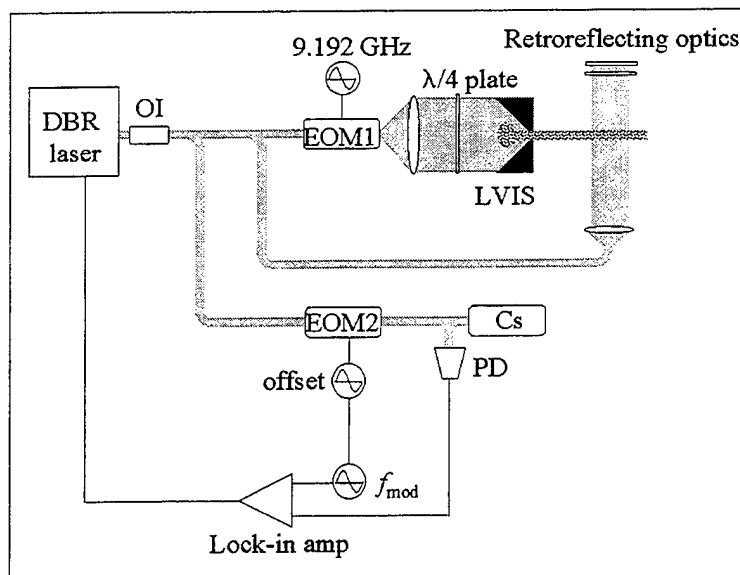 9.192 GHz
Retroreflecting optics
λ/4 plate
OI
DBR
laser
EOM1
LVIS
EOM2
Cs
PD
offset
f_mod
Lock-in amp